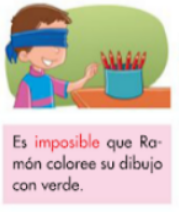 Es imposible que Ra-
món coloree su dibujo
con verde.